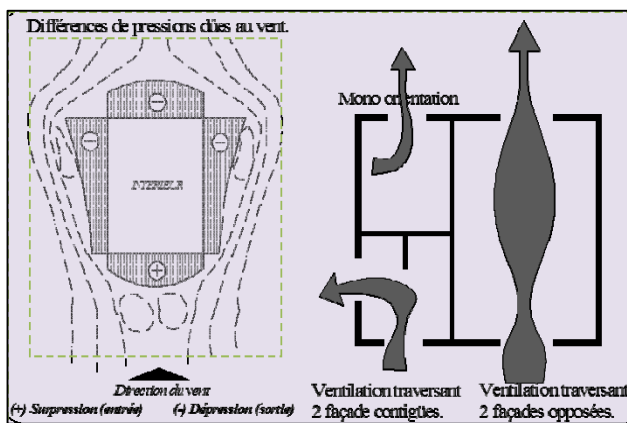 Différences de pressions dûes au vent.
INTERIEUR
Direction du vent
(+) Surpression (entrée) (-) Dépression (sortie)
Mono orientation
Ventilation traversant
2 façade contigües.
Ventilation traversant
2 façades opposées.